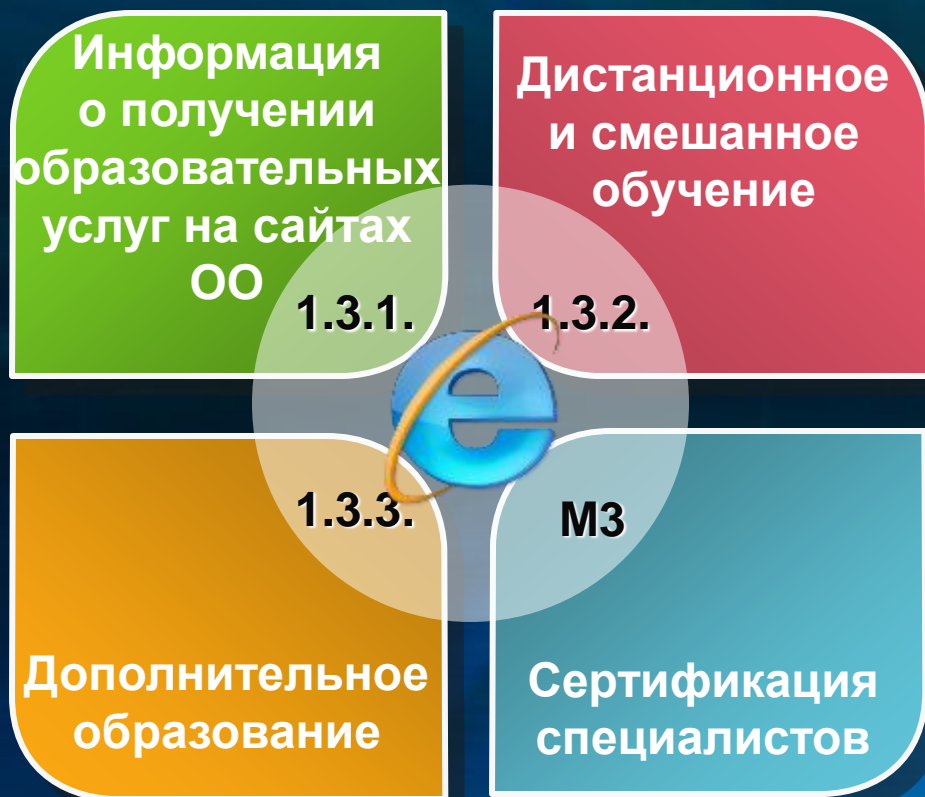 Информация
о получении
образовательных
услуг на сайтах
ОО
1.3.1.
Дистанционное
и смешанное
обучение
1.3.2.
1.3.3.
Дополнительное
образование
М3
Сертификация
специалистов